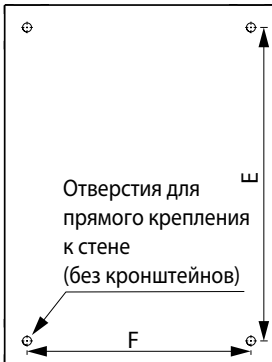 E
Отверстия для
прямого крепления
к стене
(без кронштейнов)
F